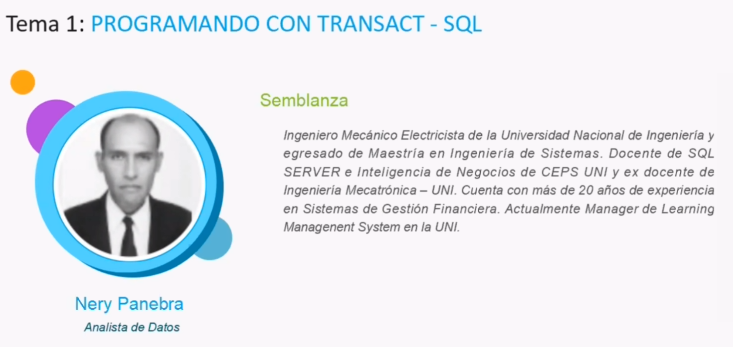 Tema 1: PROGRAMANDO CON TRANSACT - SQL
Semblanza
Ingeniero Mecánico Electricista de la Universidad Nacional de Ingeniería y
egresado de Maestría en Ingeniería de Sistemas. Docente de SQL
SERVER e Inteligencia de Negocios de CEPS UNI y ex docente de
Ingeniería Mecatrónica – UNI. Cuenta con más de 20 años de experiencia
en Sistemas de Gestión Financiera. Actualmente Manager de Learning
Managenent System en la UNI.
Nery Panebra
Analista de Datos